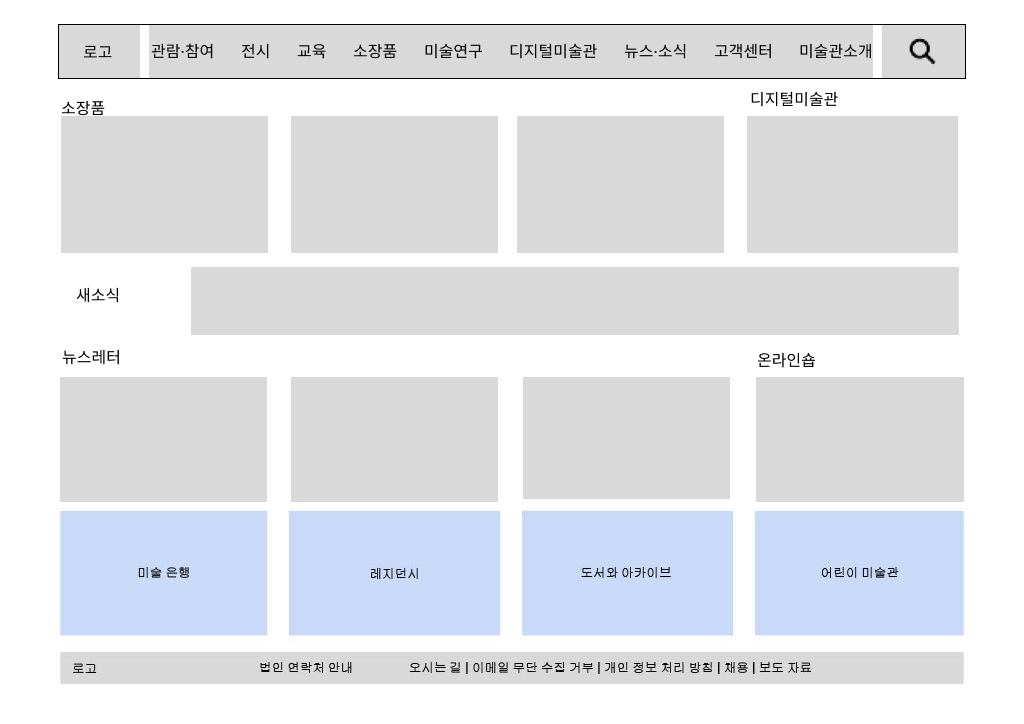 로고 관람·참여 전시 교육 소장품 미술연구 디지털미술관 뉴스·소식 고객센터 미술관소개
소장품
디지털미술관
새소식
뉴스레터
온라인숍
미술 은행
레지던시
도서와 아카이브
어린이 미술관
로고 법인 연락처 안내 오시는 길 | 이메일 무단 수집 거부 | 개인 정보 처리 방침 | 채용 | 보도 자료